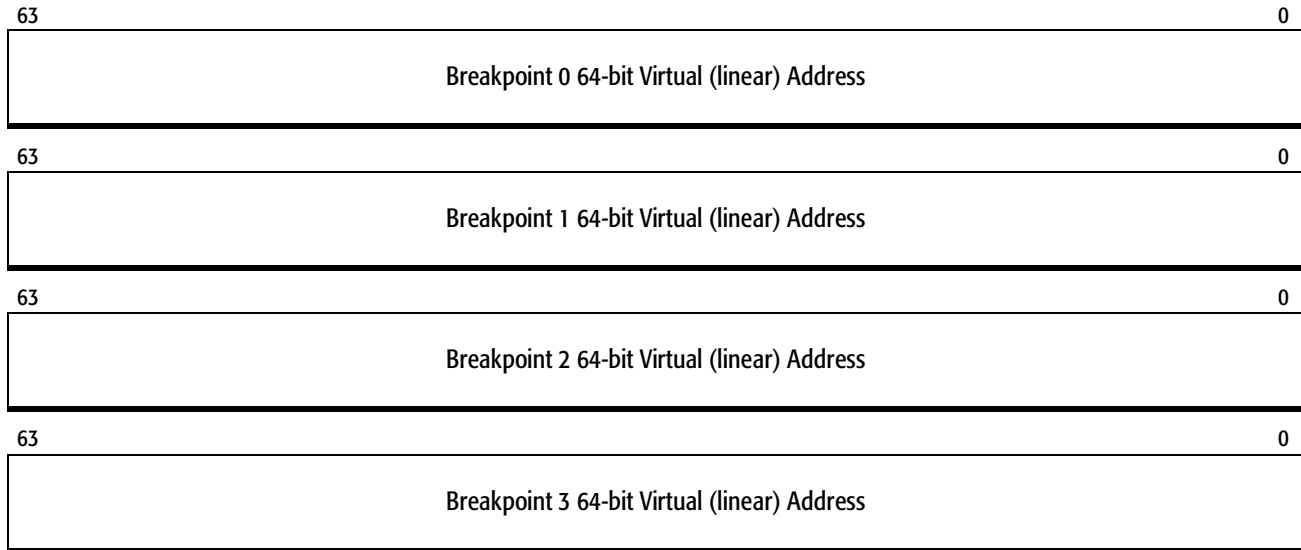 63 0
Breakpoint 0 64-bit Virtual (linear) Address
63 0
Breakpoint 1 64-bit Virtual (linear) Address
63 0
Breakpoint 2 64-bit Virtual (linear) Address
63 0
Breakpoint 3 64-bit Virtual (linear) Address